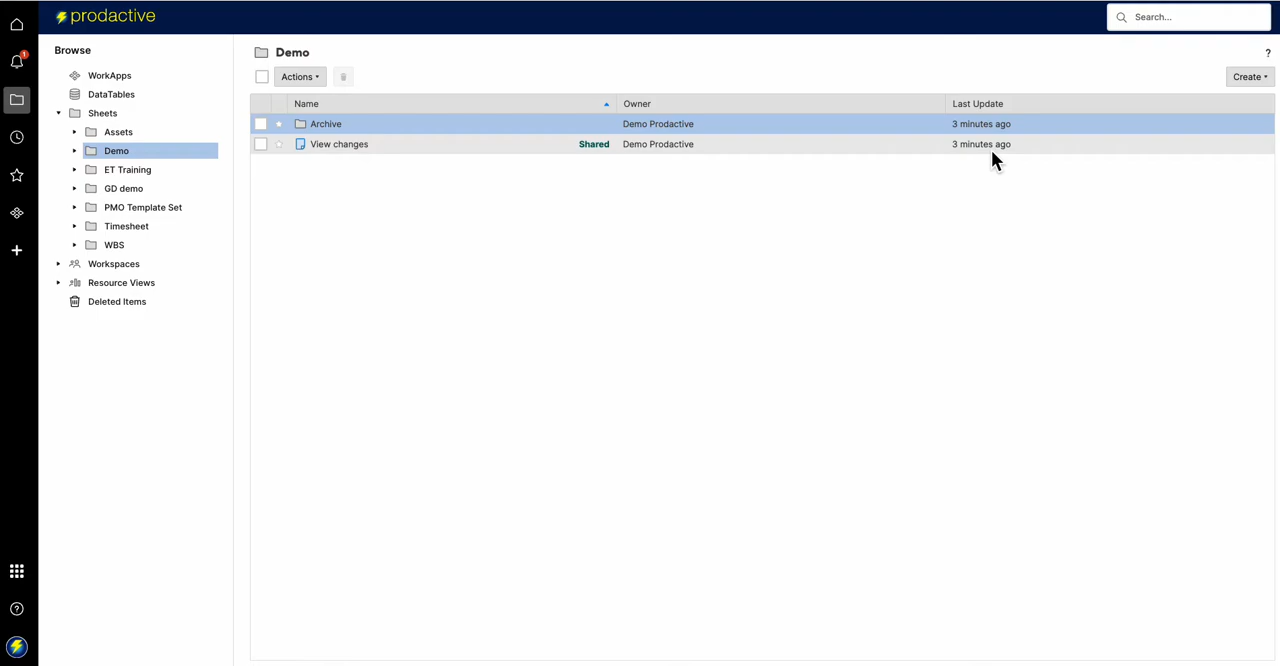 prodactive
Search...
1
Browse
WorkApps
DataTables
Sheets
Assets
Demo
ET Training
GD demo
PMO Template Set
Timesheet
WBS
Workspaces
Resource Views
Deleted Items
Demo
?
Actions
Create
Name Owner Last Update
Archive Demo Prodactive 3 minutes ago
View changes Shared Demo Prodactive 3 minutes ago
?